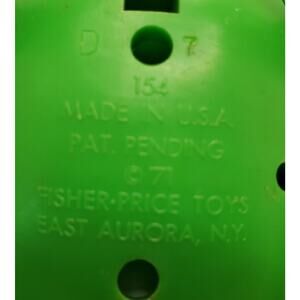 D 7
154
MADE IN U.S.A.
PAT. PENDING
© 71
FISHER-PRICE TOYS
EAST AURORA, N.Y.